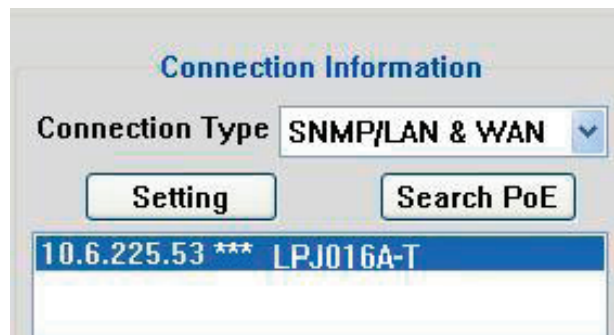 Connection Information
Connection Type SNMP/LAN & WAN
Setting Search PoE
10.6.225.53 *** LPJ016A-T